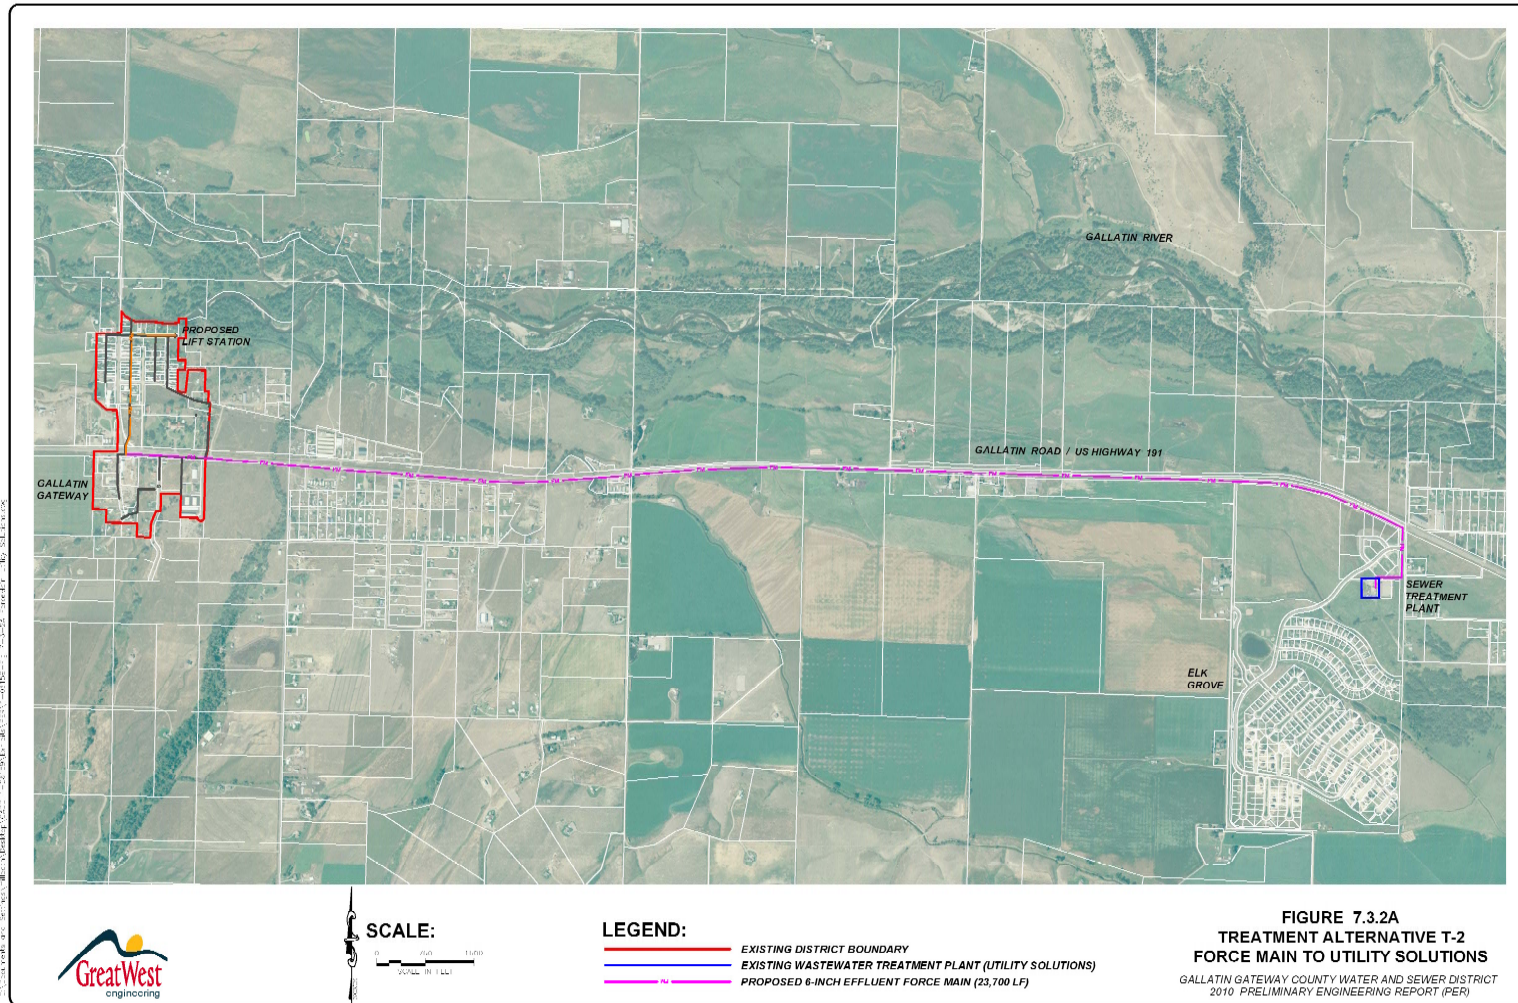 GALLATIN RIVER
PROPOSED
LIFT STATION
GALLATIN ROAD / US HIGHWAY 191
GALLATIN
GATEWAY
SEWER
TREATMENT
PLANT
ELK
GROVE
GreatWest
engineering
SCALE:
SCALE IN FEET
LEGEND:
EXISTING DISTRICT BOUNDARY
EXISTING WASTEWATER TREATMENT PLANT (UTILITY SOLUTIONS)
PROPOSED 6-INCH EFFLUENT FORCE MAIN (23,700 LF)
FIGURE 7.3.2A
TREATMENT ALTERNATIVE T-2
FORCE MAIN TO UTILITY SOLUTIONS
GALLATIN GATEWAY COUNTY WATER AND SEWER DISTRICT
2010 PRELIMINARY ENGINEERING REPORT (PER)